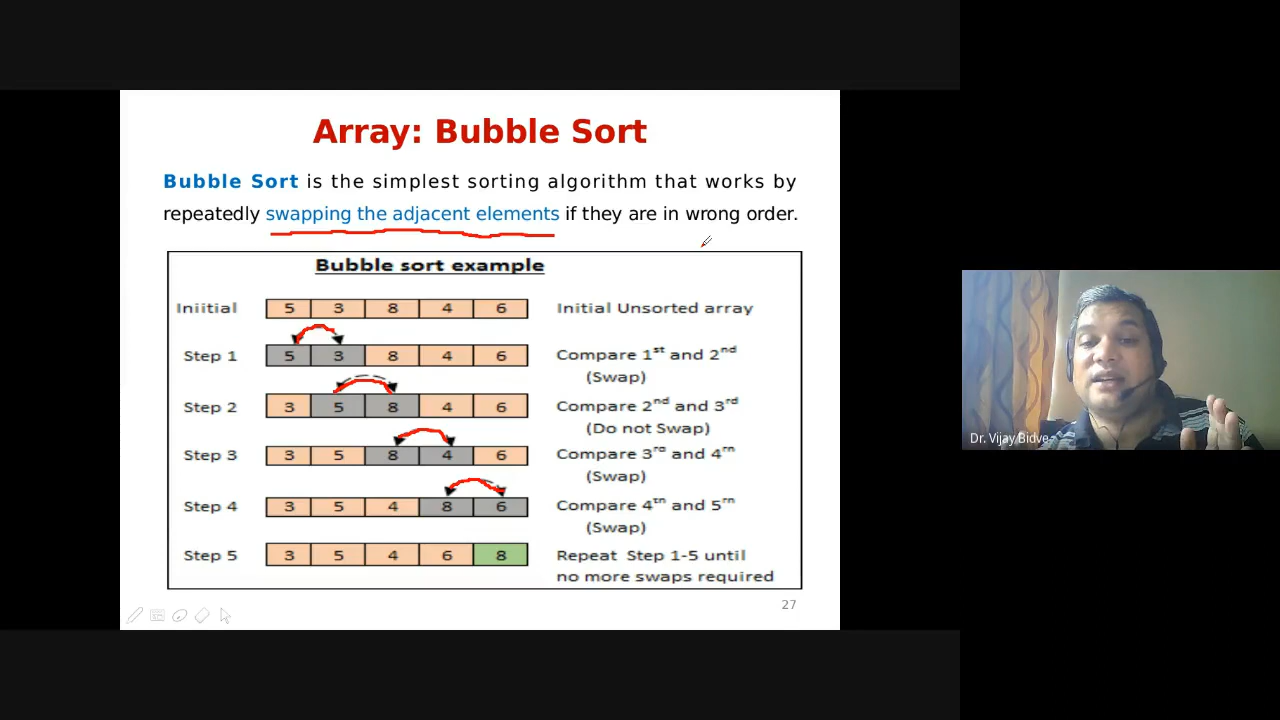 Array: Bubble Sort
Bubble Sort is the simplest sorting algorithm that works by
repeatedly swapping the adjacent elements if they are in wrong order.
Bubble sort example
Iniitial 5 3 8 4 6 Initial Unsorted array
Step 1 5 3 8 4 6 Compare 1st and 2nd
(Swap)
Step 2 3 5 8 4 6 Compare 2nd and 3rd
(Do not Swap)
Step 3 3 5 8 4 6 Compare 3rd and 4rn
(Swap)
Step 4 3 5 4 8 6 Compare 4tn and 5rn
(Swap)
Step 5 3 5 4 6 8 Repeat Step 1-5 until
no more swaps required
27
Dr. Vijay Bidve